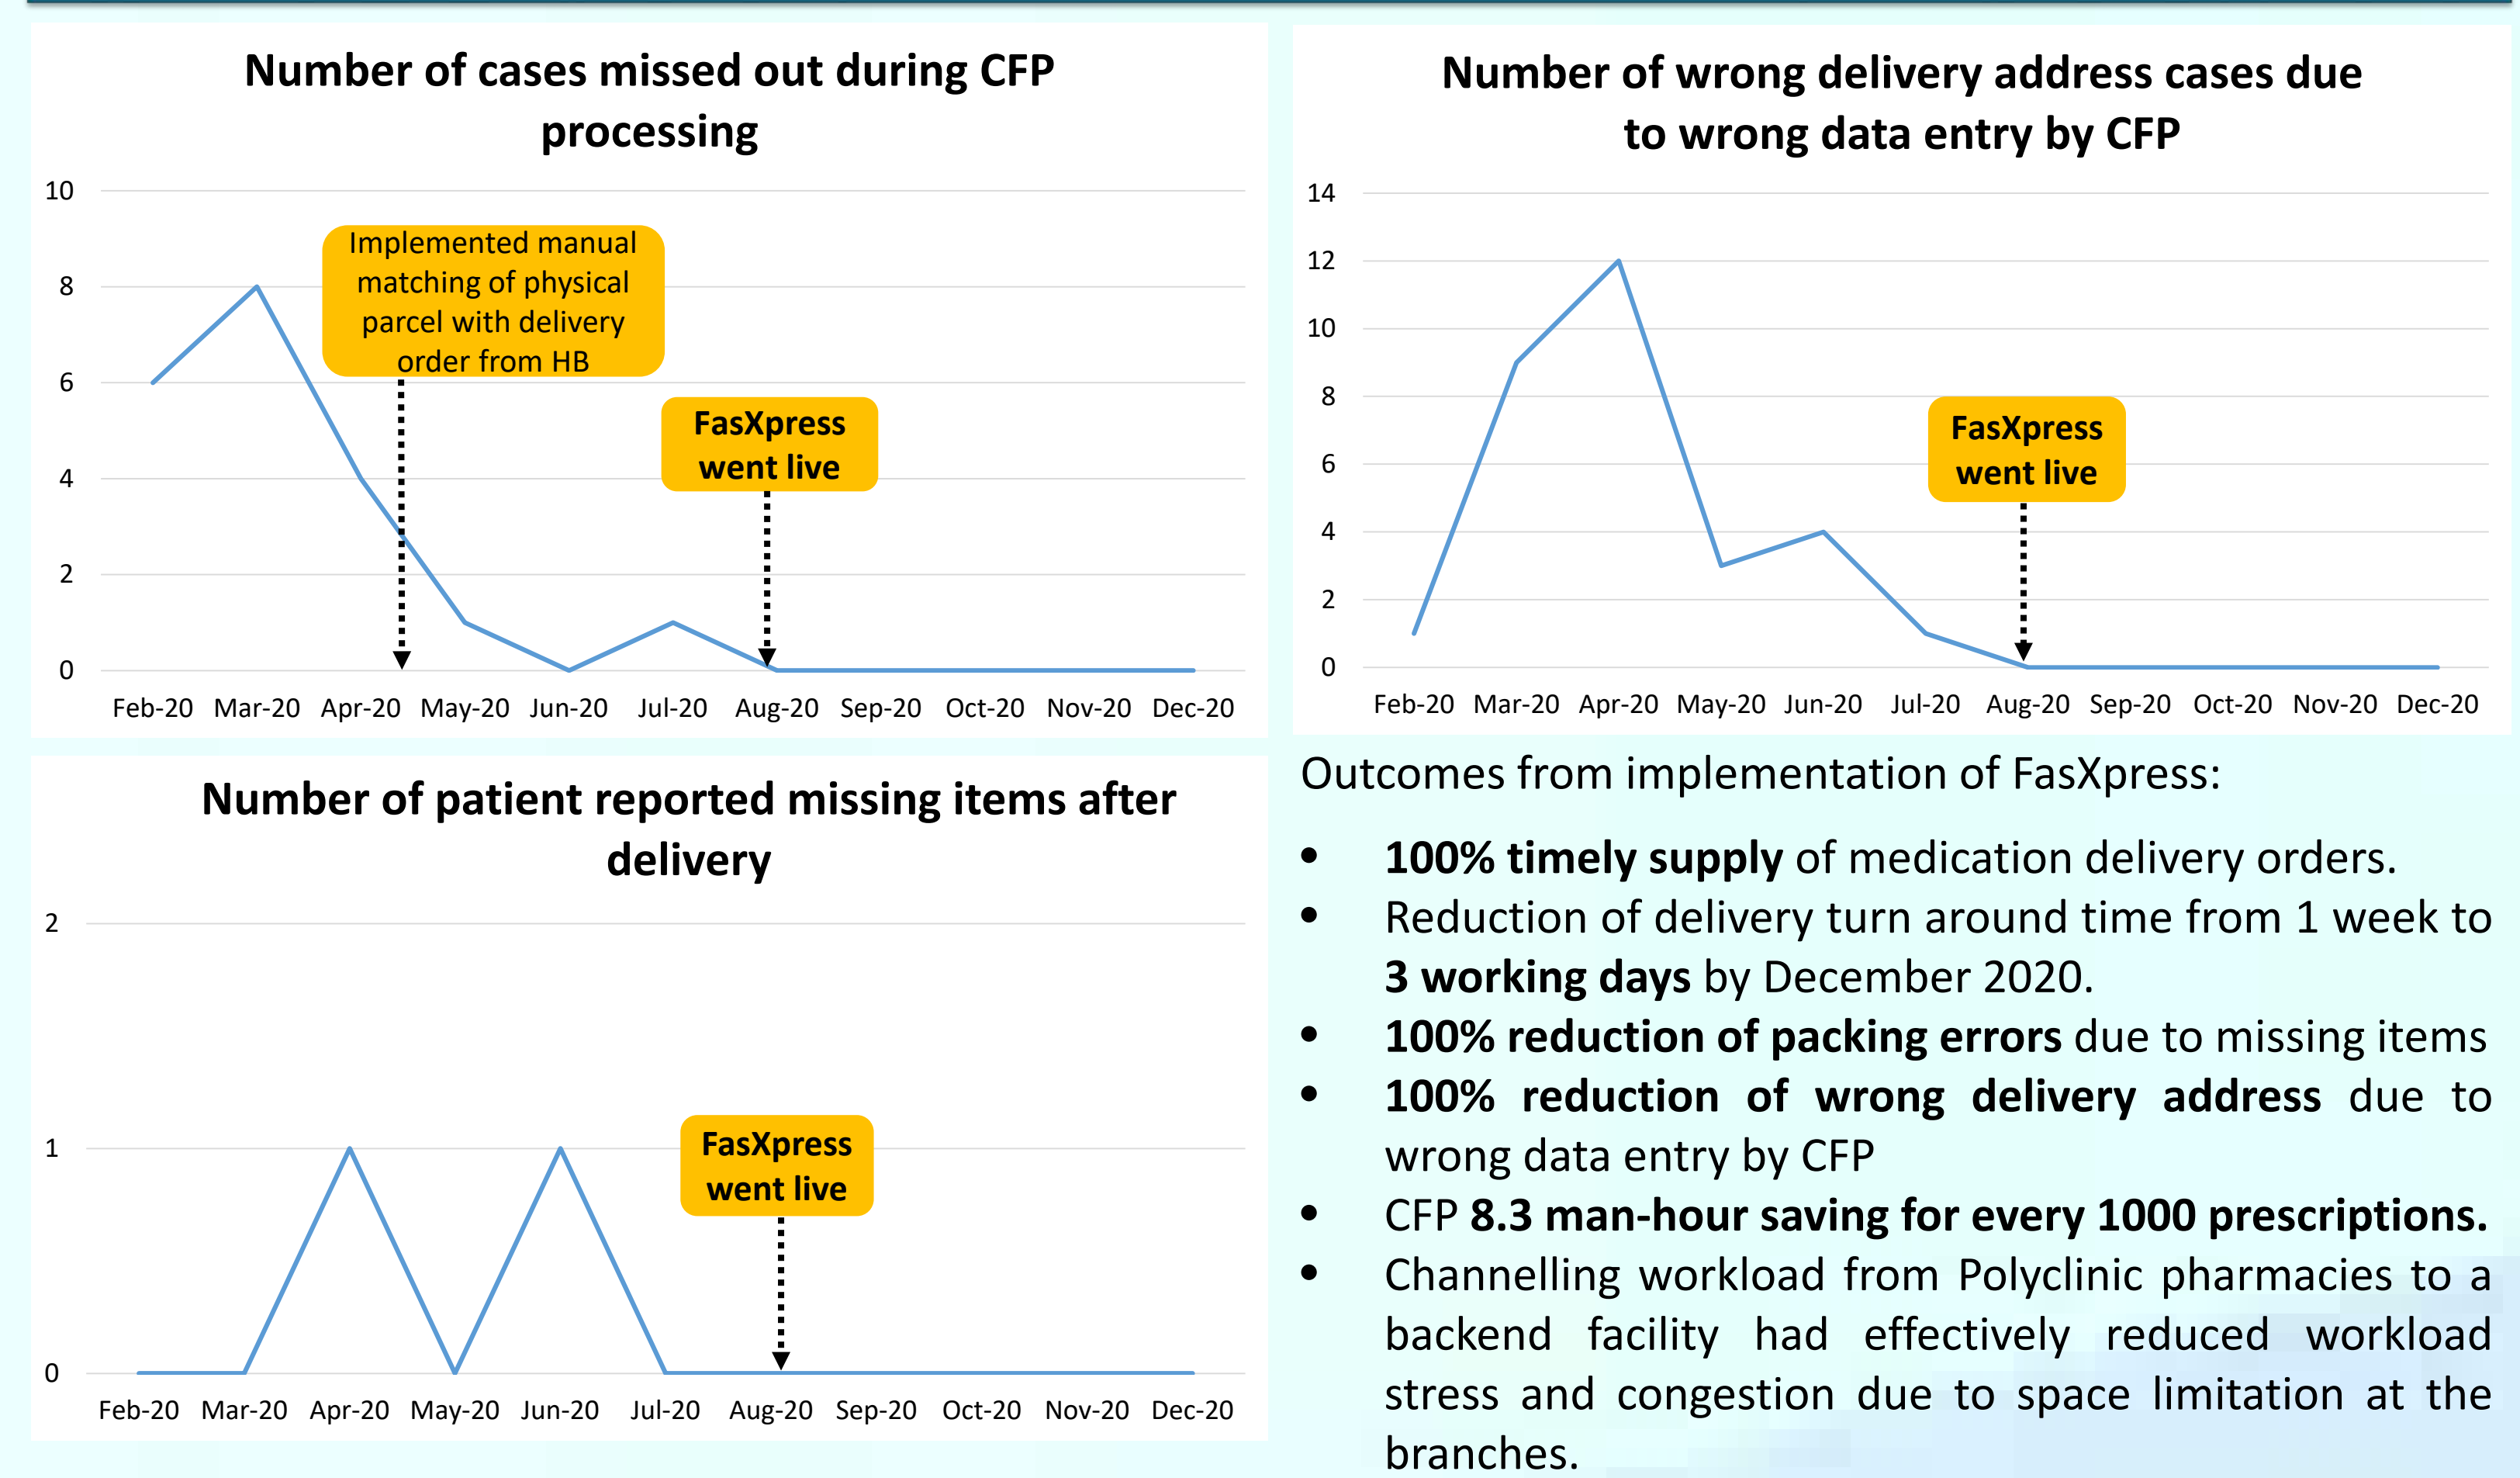 Number of cases missed out during CFP
processing
10
8
6
4
2
0
Implemented manual
matching of physical
parcel with delivery
order from HB
FasXpress
went live
Feb-20 Mar-20 Apr-20 May-20 Jun-20 Jul-20 Aug-20 Sep-20 Oct-20 Nov-20 Dec-20
Number of wrong delivery address cases due
to wrong data entry by CFP
14
12
10
8
6
4
2
0
FasXpress
went live
Feb-20 Mar-20 Apr-20 May-20 Jun-20 Jul-20 Aug-20 Sep-20 Oct-20 Nov-20 Dec-20
Number of patient reported missing items after
delivery
2
1
0
FasXpress
went live
Feb-20 Mar-20 Apr-20 May-20 Jun-20 Jul-20 Aug-20 Sep-20 Oct-20 Nov-20 Dec-20
Outcomes from implementation of FasXpress:
• 100% timely supply of medication delivery orders.
• Reduction of delivery turn around time from 1 week to
3 working days by December 2020.
• 100% reduction of packing errors due to missing items
• 100% reduction of wrong delivery address due to
wrong data entry by CFP
• CFP 8.3 man-hour saving for every 1000 prescriptions.
• Channelling workload from Polyclinic pharmacies to a
backend facility had effectively reduced workload
stress and congestion due to space limitation at the
branches.